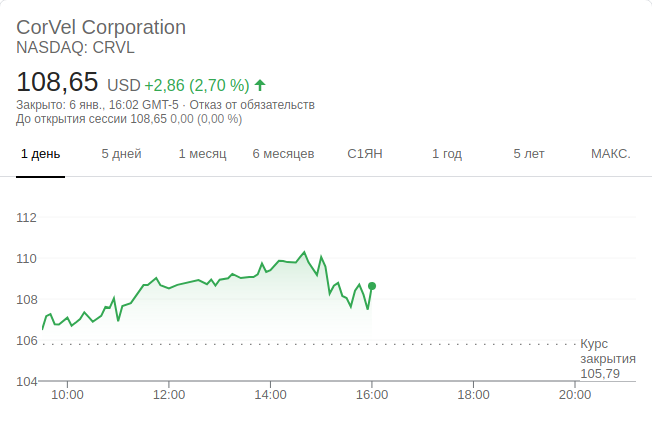 CorVel Corporation
NASDAQ: CRVL
108,65 USD +2,86 (2,70 %)
Закрыто: 6 янв., 16:02 GMT-5 · Отказ от обязательств
До открытия сессии 108,65 0,00 (0,00 %)
1 день 5 дней 1 месяц 6 месяцев С1ЯН 1 год 5 лет МАКС.
112
110
108
106
Курс
закрытия
105,79
104
10:00 12:00 14:00 16:00 18:00 20:00